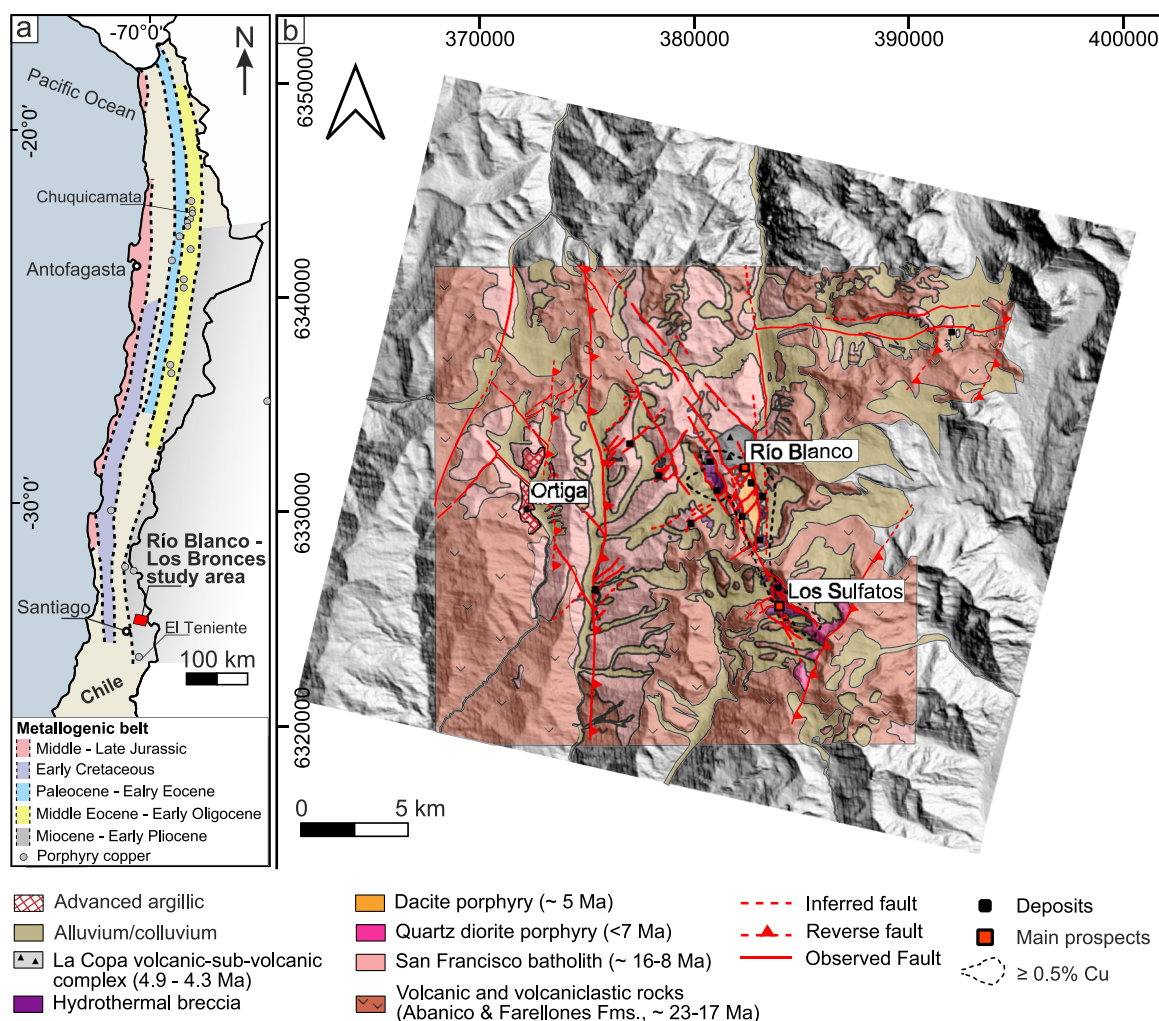 a
-70°0'
N
Pacific Ocean
-20°0'
Chuquicamata
Antofagasta
-30°0'
Río Blanco -
Los Bronces
study area
Santiago
El Teniente
100 km
Chile
Metallogenic belt
Middle - Late Jurassic
Early Cretaceous
Paleocene - Ealry Eocene
Middle Eocene - Early Oligocene
Miocene - Early Pliocene
Porphyry copper
b
370000
380000
390000
400000
6350000
6340000
6330000
6320000
Río Blanco
Ortiga
Los Sulfatos
0 5 km
Advanced argillic
Alluvium/colluvium
La Copa volcanic-sub-volcanic
complex (4.9 - 4.3 Ma)
Hydrothermal breccia
Dacite porphyry (~ 5 Ma)
Quartz diorite porphyry (<7 Ma)
San Francisco batholith (~ 16-8 Ma)
Volcanic and volcaniclastic rocks
(Abanico & Farellones Fms., ~ 23-17 Ma)
Inferred fault
Reverse fault
Observed Fault
Deposits
Main prospects
≥ 0.5% Cu